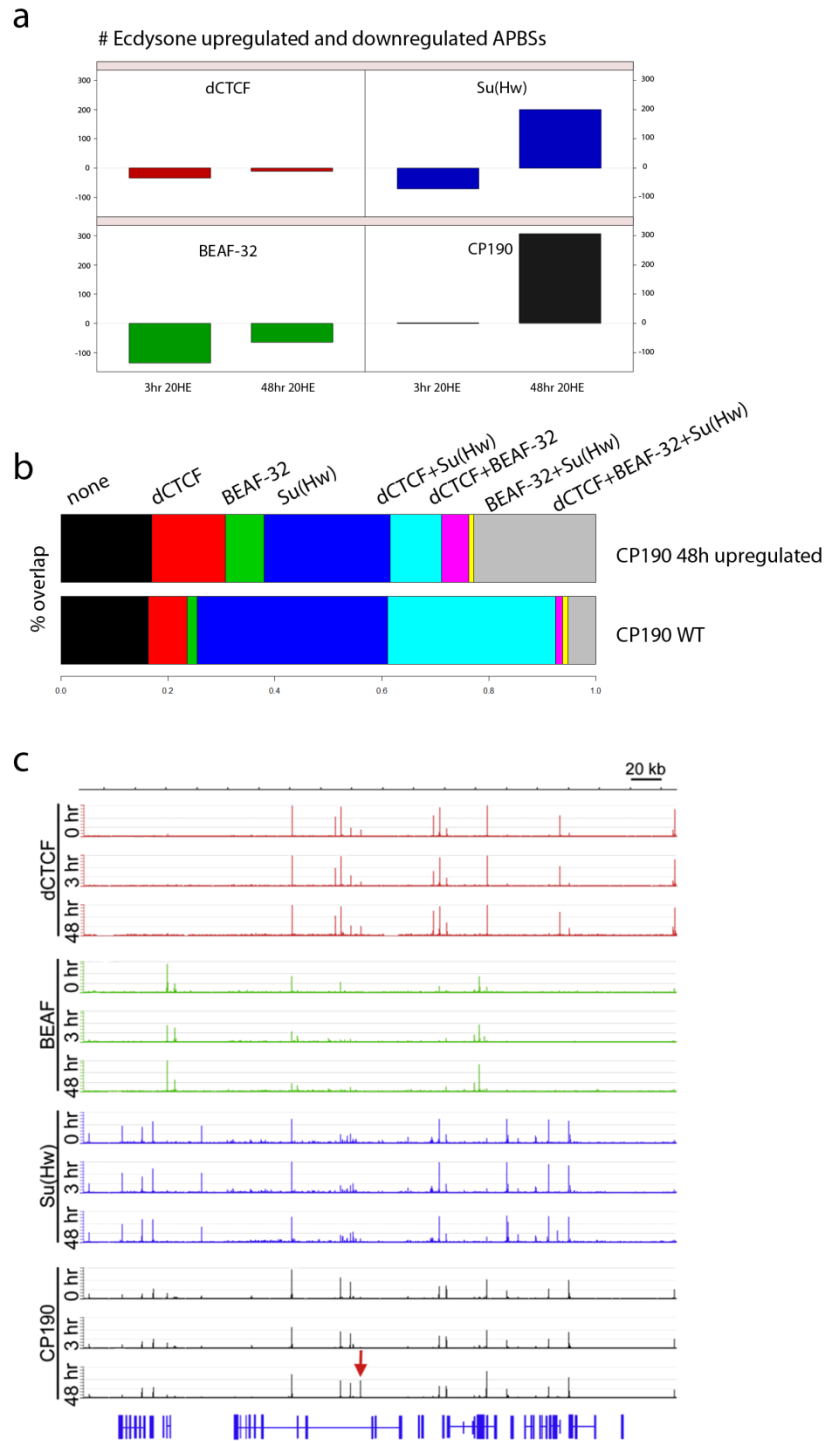 a
# Ecdysone upregulated and downregulated APBSs
dCTCF
Su(Hw)
300
200
100
0
-100
300
200
100
0
-100
BEAF-32
CP190
300
200
100
0
-100
300
200
100
0
-100
3hr 20HE
48hr 20HE
3hr 20HE
48hr 20HE
b
none
dCTCF
BEAF-32
Su(Hw)
dCTCF+Su(Hw)
dCTCF+BEAF-32
BEAF-32+Su(Hw)
dCTCF+BEAF-32+Su(Hw)
% overlap
CP190 48h upregulated
CP190 WT
0.0 0.2 0.4 0.6 0.8 1.0
c
20 kb
dCTCF
0 hr
3 hr
48 hr
BEAF
0 hr
3 hr
48 hr
Su(Hw)
0 hr
3 hr
48 hr
CP190
0 hr
3 hr
48 hr